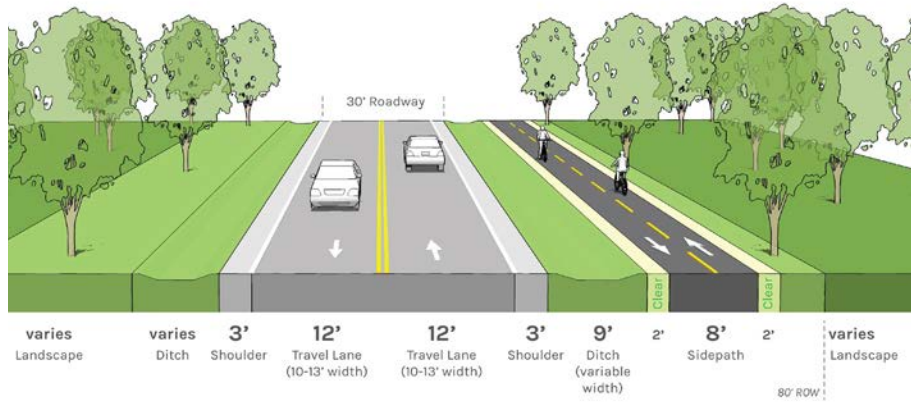 30' Roadway
Clear
Clear
varies
Landscape
varies
Ditch
3'
Shoulder
12'
Travel Lane
(10-13' width)
12'
Travel Lane
(10-13' width)
3'
Shoulder
9'
Ditch
(variable
width)
2'
8'
Sidepath
2'
varies
Landscape
80' ROW